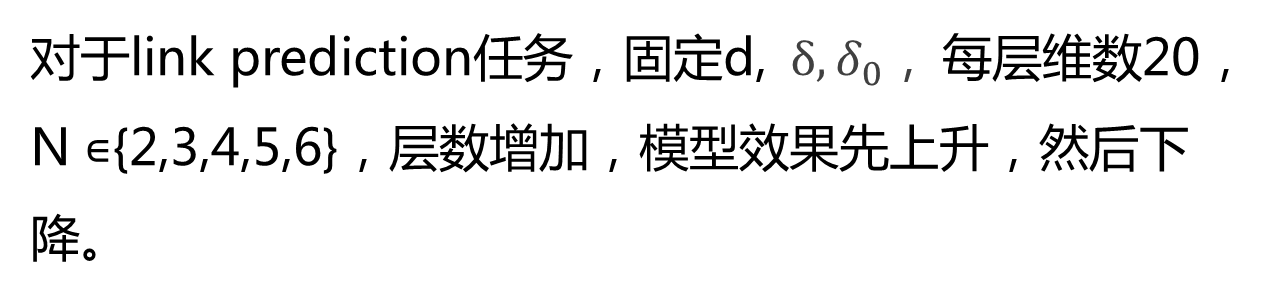 对于link prediction任务，固定d, δ, δ₀ ，每层维数20，
N ∈{2,3,4,5,6}，层数增加，模型效果先上升，然后下
降。